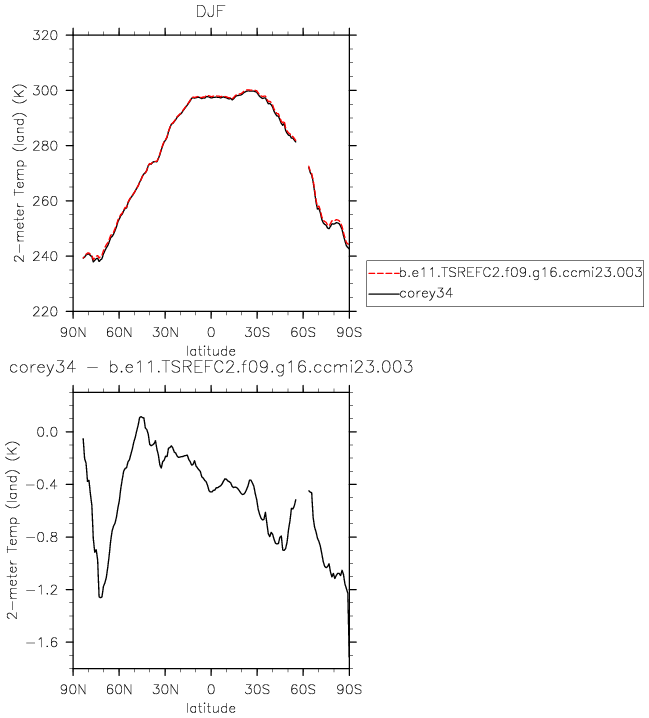 DJF
320
300
280
260
240
220
2-meter Temp (land) (K)
90N 60N 30N 0 30S 60S 90S
latitude
b.e11.TSREFC2.f09.g16.ccmi23.003
corey34
corey34 - b.e11.TSREFC2.f09.g16.ccmi23.003
0.0
-0.4
-0.8
-1.2
-1.6
2-meter Temp (land) (K)
90N 60N 30N 0 30S 60S 90S
latitude